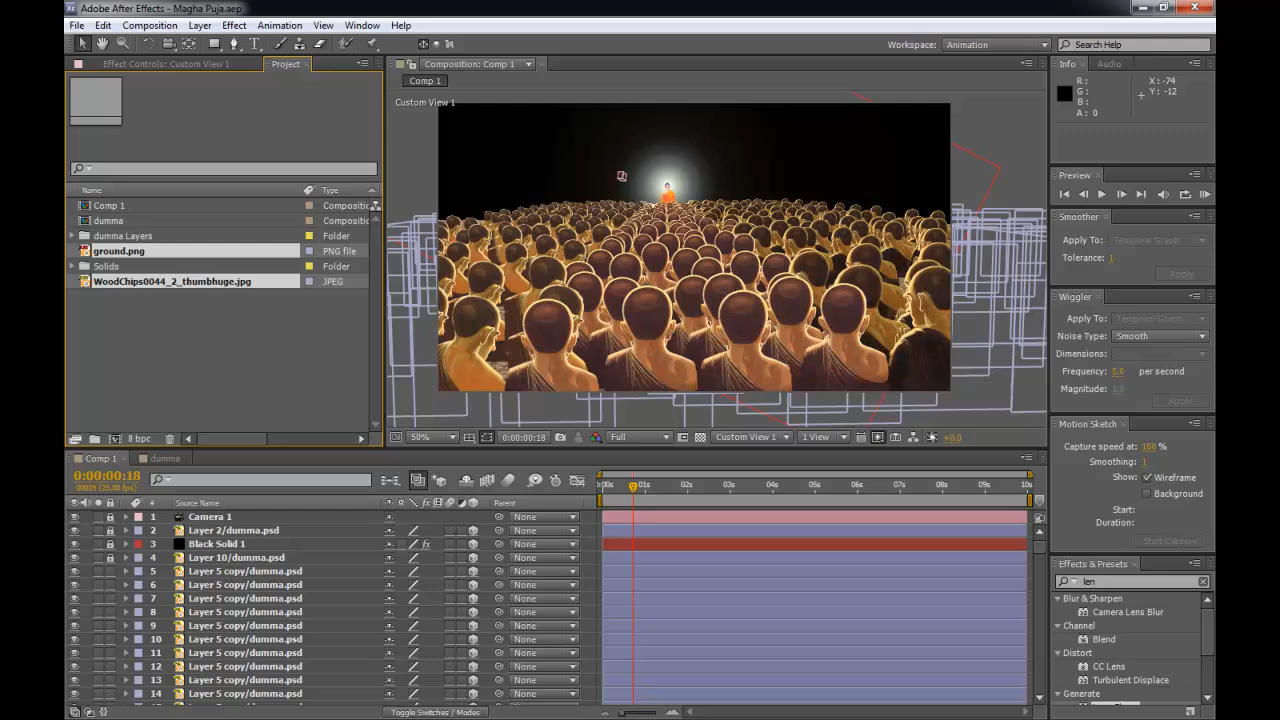 Adobe After Effects - Magha Puja.aep
File Edit Composition Layer Effect Animation View Window Help
Workspace: Animation Search Help
Effect Controls: Custom View 1 Project Composition: Comp 1 Info Audio
Comp 1
R: X: -74
G: Y: -12
B:
A: 0
Custom View 1
Name Type
Comp 1 Compositic
dumma Compositic
dumma Layers Folder
ground.png PNG file
Solids Folder
WoodChips0044_2_thumbhuge.jpg JPEG
Preview
Smoother
Apply To: Temporal Graph
Tolerance: 1
Apply
Wiggler
Apply To: Temporal Graph
Noise Type: Smooth
Dimensions:
Frequency: 5.0 per second
Magnitude: 1.0
Apply
Motion Sketch
Capture speed at: 100 %
Smoothing: 1
Show: Wireframe
Background
Start:
Duration:
Start Capture
Effects & Presets
len
Blur & Sharpen
Camera Lens Blur
Channel
Blend
Distort
CC Lens
Turbulent Displace
Generate
8 bpc
50% 0:00:00:18 Full Custom View 1 1 View +0.0
Comp 1 dumma
0:00:00:18
00019 (25.00 fps)
:00s 01s 02s 03s 04s 05s 06s 07s 08s 09s 10s
# Source Name fx Parent
1 Camera 1 None
2 Layer 2/dumma.psd None
3 Black Solid 1 fx None
4 Layer 10/dumma.psd None
5 Layer 5 copy/dumma.psd None
6 Layer 5 copy/dumma.psd None
7 Layer 5 copy/dumma.psd None
8 Layer 5 copy/dumma.psd None
9 Layer 5 copy/dumma.psd None
10 Layer 5 copy/dumma.psd None
11 Layer 5 copy/dumma.psd None
12 Layer 5 copy/dumma.psd None
13 Layer 5 copy/dumma.psd None
14 Layer 5 copy/dumma.psd None
Toggle Switches / Modes